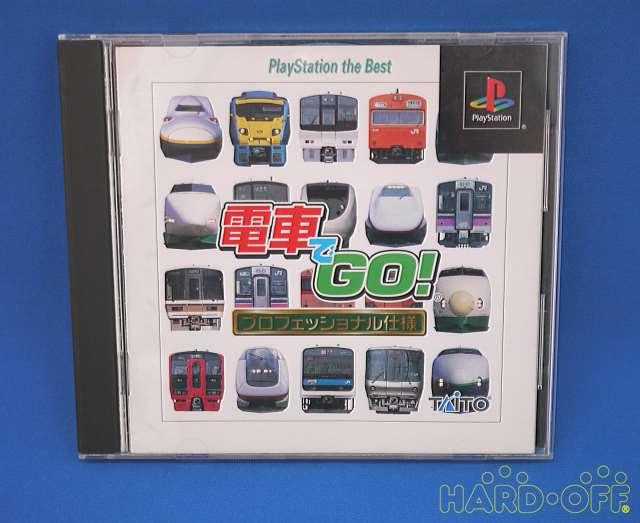 PlayStation the Best
PlayStation
電車でGO!
プロフェッショナル仕様
TAITO
HARD・OFF®